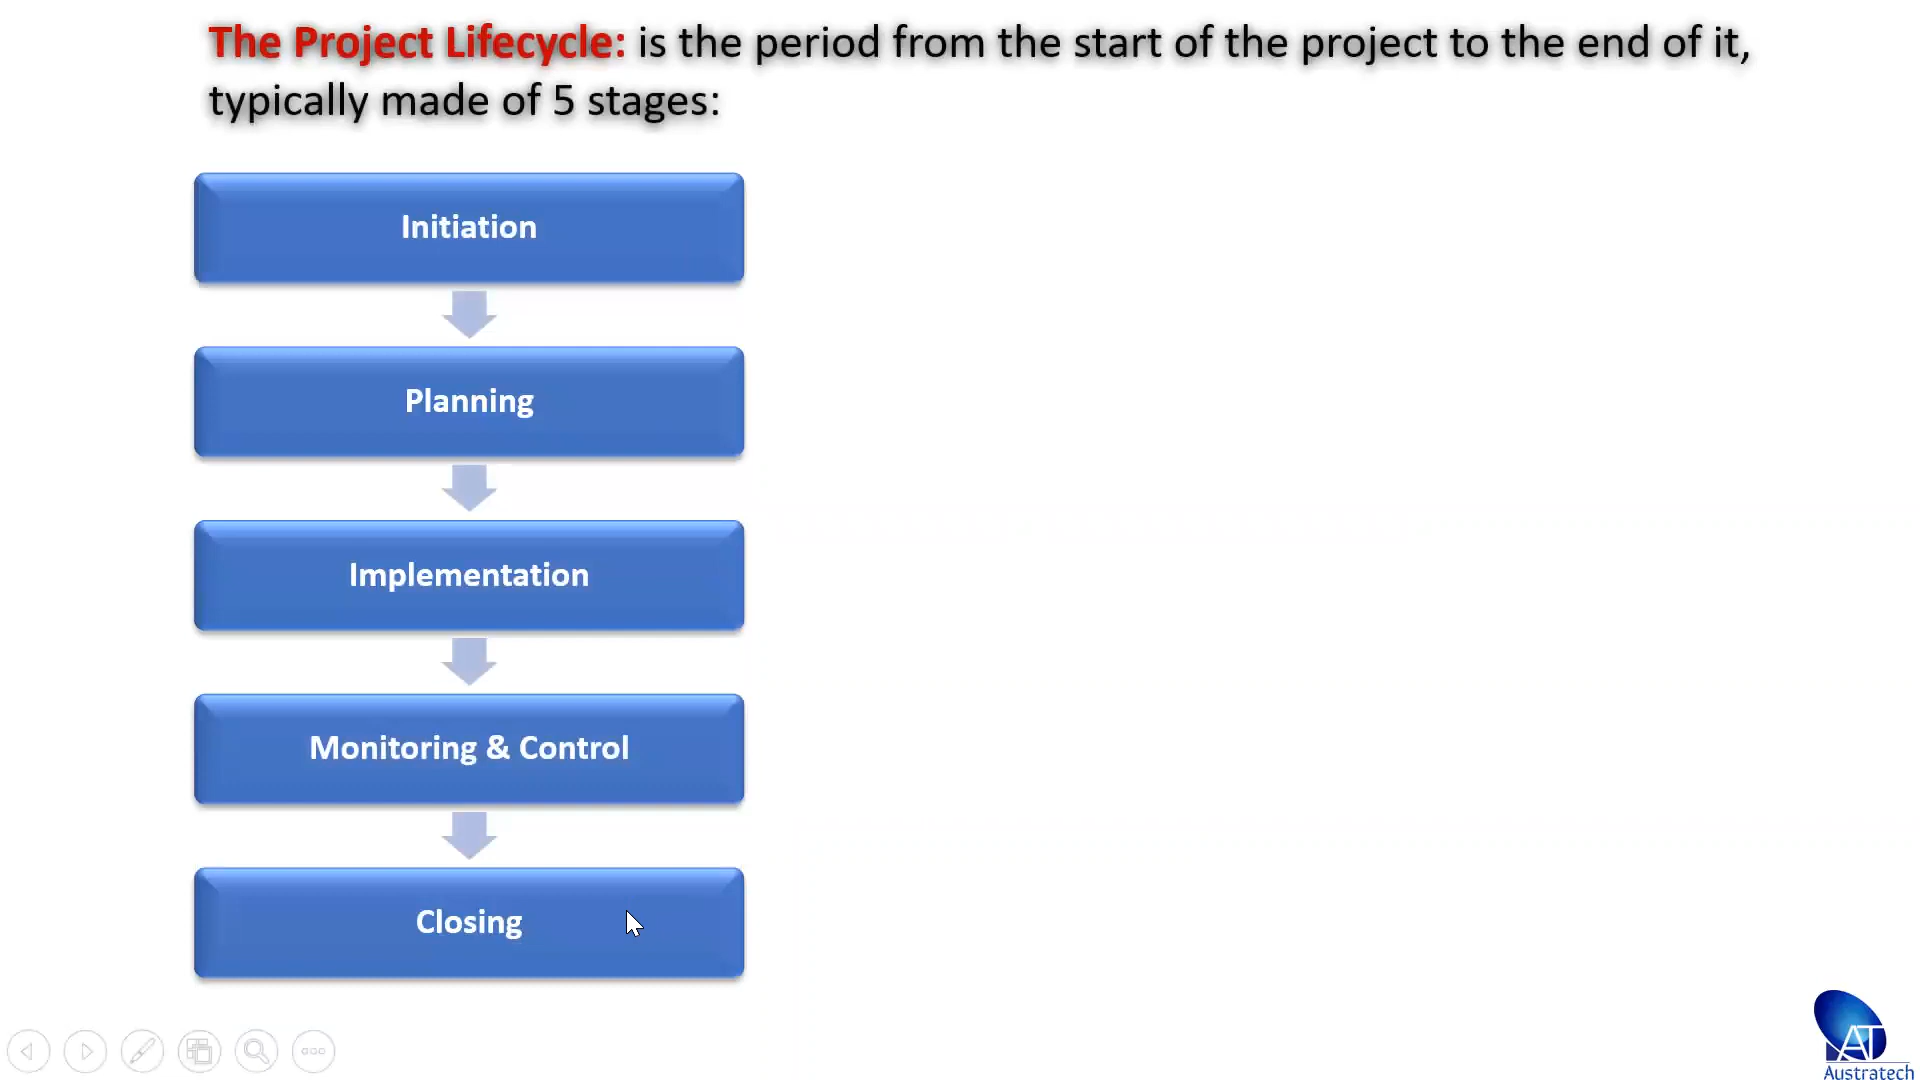 The Project Lifecycle: is the period from the start of the project to the end of it,
typically made of 5 stages:
Initiation
Planning
Implementation
Monitoring & Control
Closing
AT
Austratech